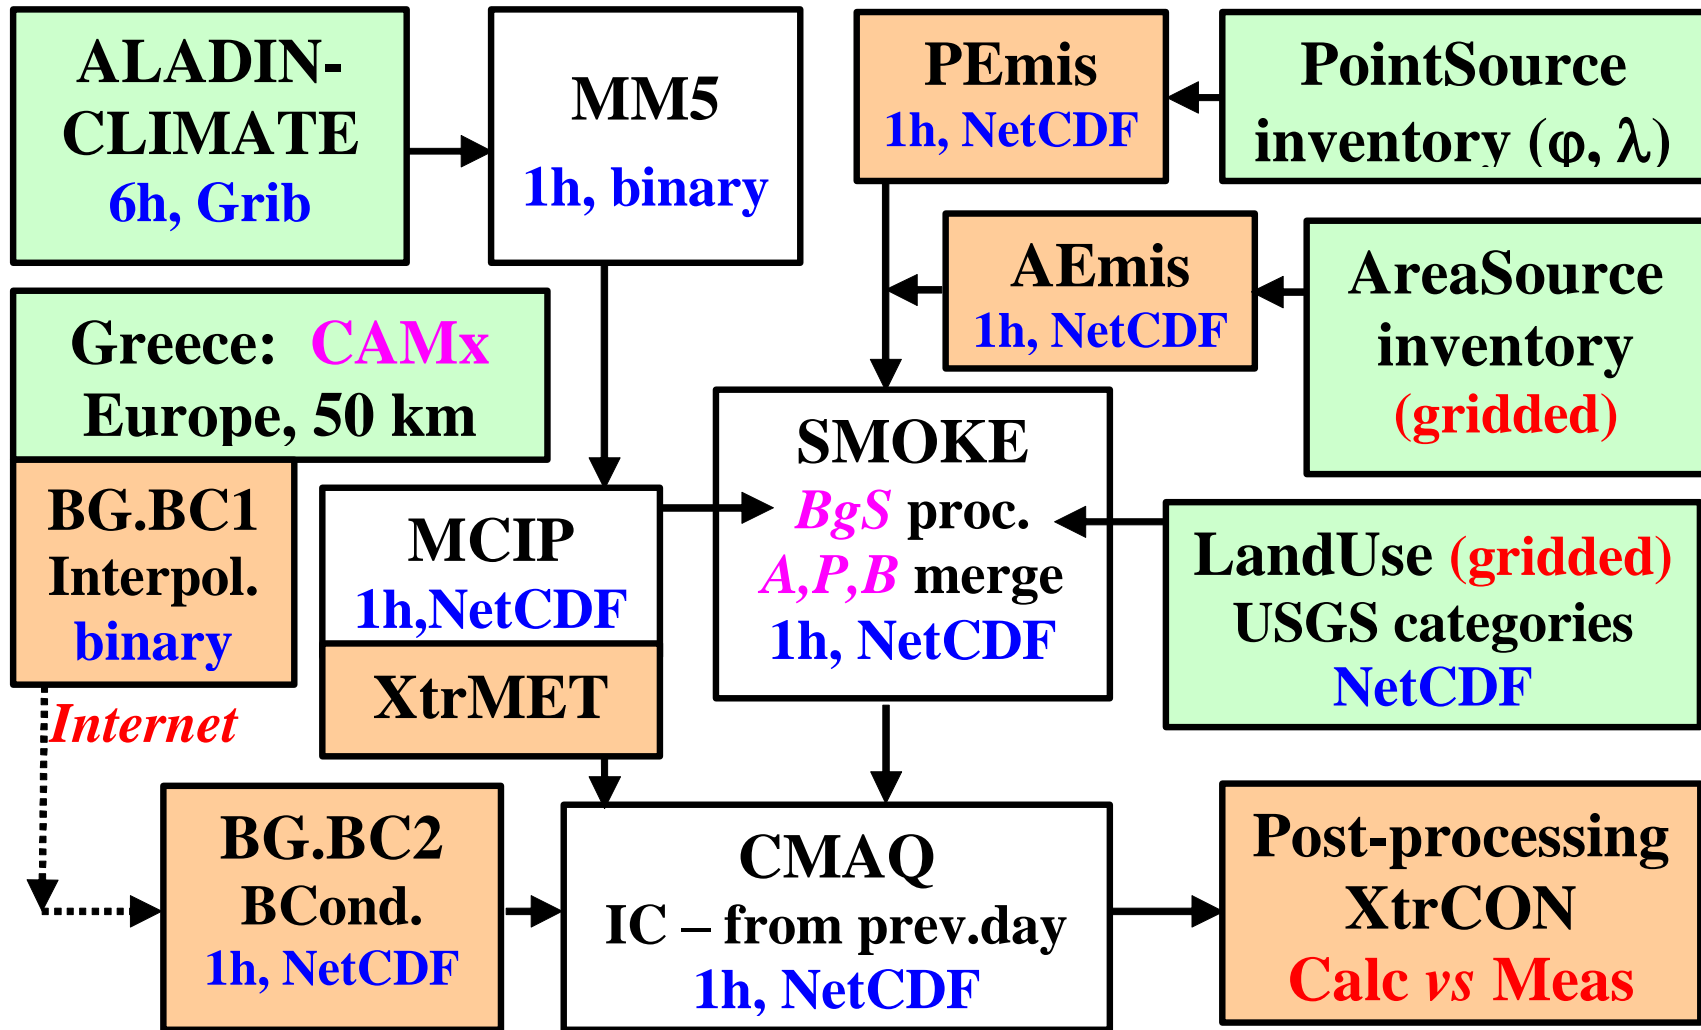 ALADIN-
CLIMATE
6h, Grib
MM5
1h, binary
PEmis
1h, NetCDF
PointSource
inventory (φ, λ)
AEmis
1h, NetCDF
AreaSource
inventory
(gridded)
Greece: CAMx
Europe, 50 km
BG.BC1
Interpol.
binary
Internet
MCIP
1h,NetCDF
XtrMET
SMOKE
BgS proc.
A,P,B merge
1h, NetCDF
LandUse (gridded)
USGS categories
NetCDF
BG.BC2
BCond.
1h, NetCDF
CMAQ
IC – from prev.day
1h, NetCDF
Post-processing
XtrCON
Calc vs Meas